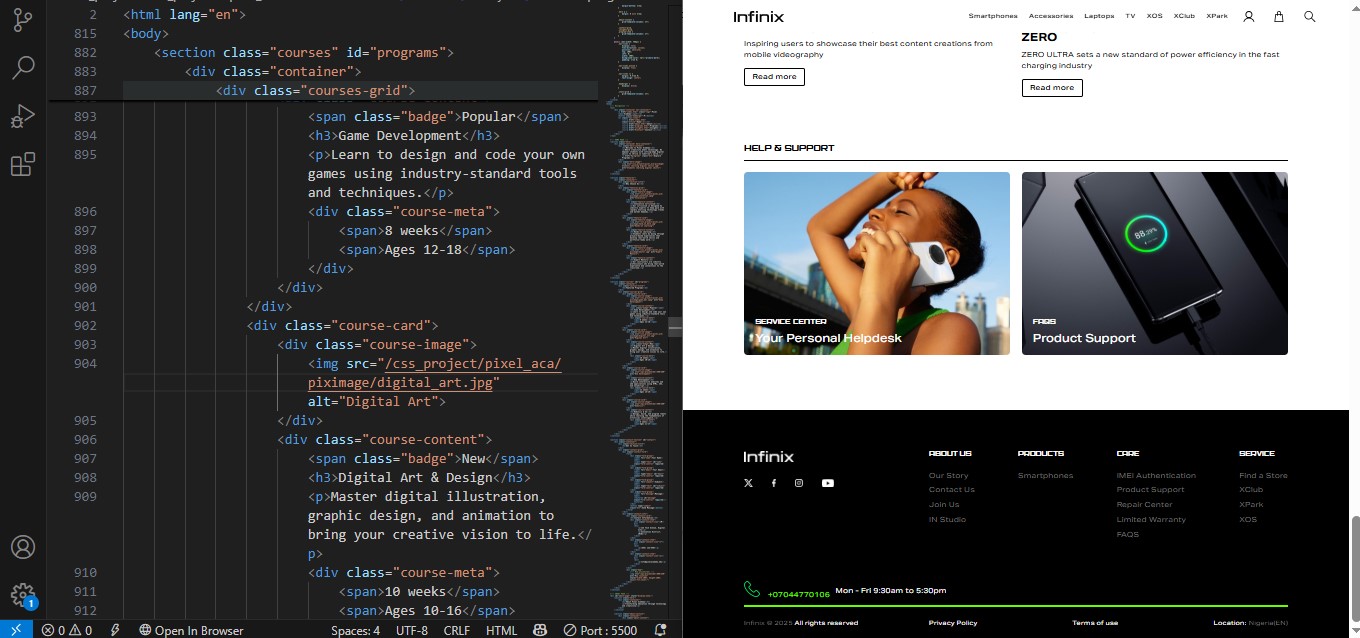 2 <html lang="en">
815 <body>
882 <section class="courses" id="programs">
883 <div class="container">
887 <div class="courses-grid">
893 <span class="badge">Popular</span>
894 <h3>Game Development</h3>
895 <p>Learn to design and code your own
games using industry-standard tools
and techniques.</p>
896 <div class="course-meta">
897 <span>8 weeks</span>
898 <span>Ages 12-18</span>
899 </div>
900 </div>
901 </div>
902 <div class="course-card">
903 <div class="course-image">
904 <img src="/css_project/pixel_aca/
piximage/digital_art.jpg"
alt="Digital Art">
905 </div>
906 <div class="course-content">
907 <span class="badge">New</span>
908 <h3>Digital Art & Design</h3>
909 <p>Master digital illustration,
graphic design, and animation to
bring your creative vision to life.</
p>
910 <div class="course-meta">
911 <span>10 weeks</span>
912 <span>Ages 10-16</span>
1
0 0 Open In Browser Spaces: 4 UTF-8 CRLF HTML Port : 5500
Infinix Smartphones Accessories Laptops TV XOS XClub XPark
Inspiring users to showcase their best content creations from
mobile videography
Read more
ZERO
ZERO ULTRA sets a new standard of power efficiency in the fast
charging industry
Read more
HELP & SUPPORT
SERVICE CENTER
Your Personal Helpdesk
88.29%
FAQS
Product Support
Infinix
ABOUT US
Our Story
Contact Us
Join Us
IN Studio
PRODUCTS
Smartphones
CARE
IMEI Authentication
Product Support
Repair Center
Limited Warranty
FAQS
SERVICE
Find a Store
XClub
XPark
XOS
+07044770106 Mon - Fri 9:30am to 5:30pm
Infinix © 2025 All rights reserved Privacy Policy Terms of use Location: Nigeria(EN)